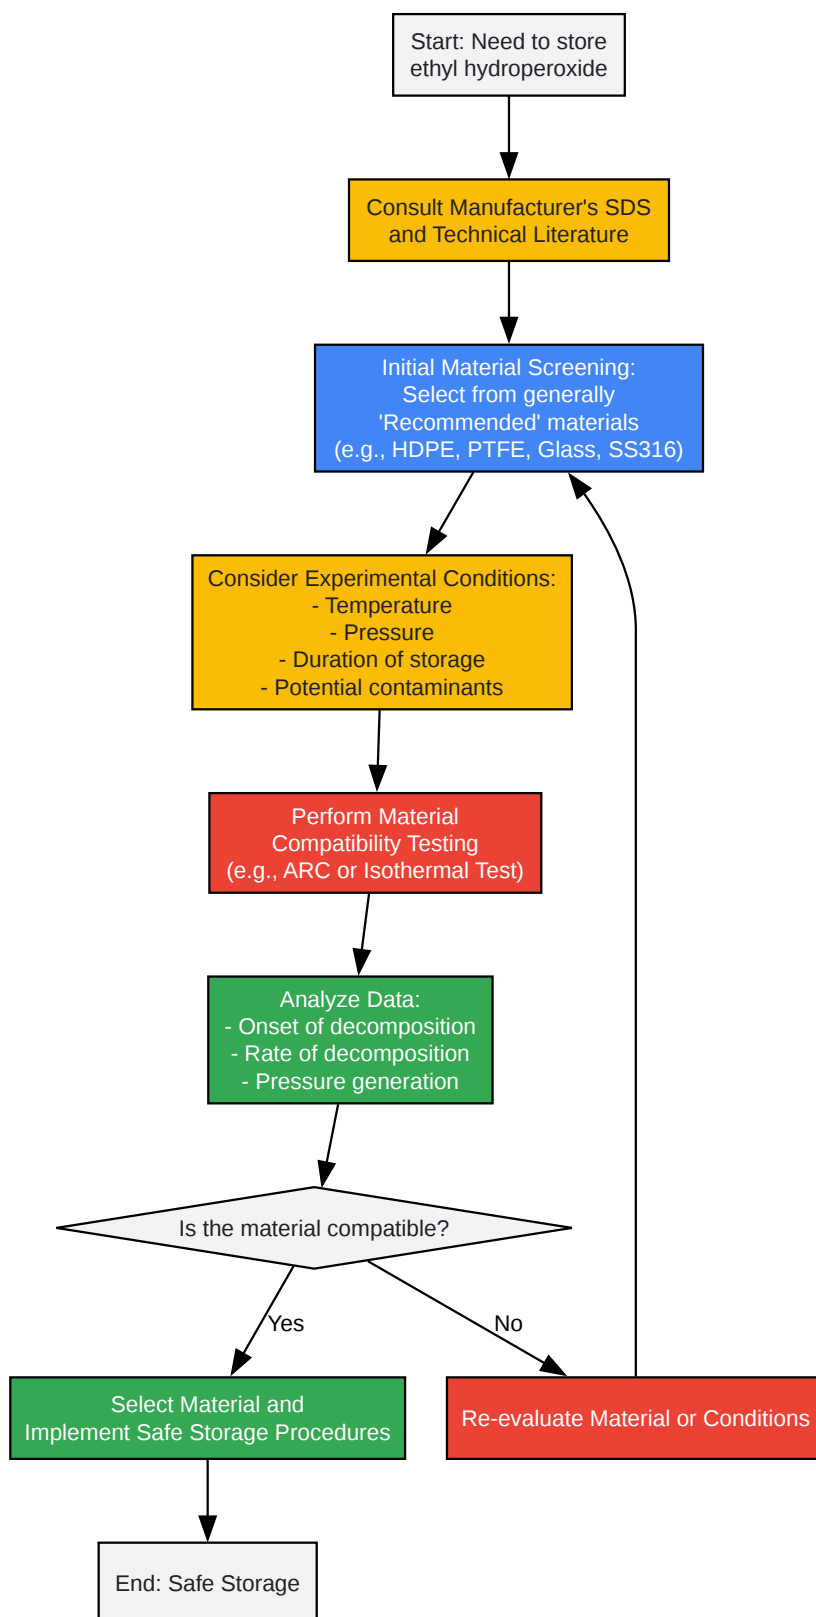 Start: Need to store
ethyl hydroperoxide
Consult Manufacturer's SDS
and Technical Literature
Initial Material Screening:
Select from generally
'Recommended' materials
(e.g., HDPE, PTFE, Glass, SS316)
Consider Experimental Conditions:
- Temperature
- Pressure
- Duration of storage
- Potential contaminants
Perform Material
Compatibility Testing
(e.g., ARC or Isothermal Test)
Analyze Data:
- Onset of decomposition
- Rate of decomposition
- Pressure generation
Is the material compatible?
Yes
No
Select Material and
Implement Safe Storage Procedures
Re-evaluate Material or Conditions
End: Safe Storage